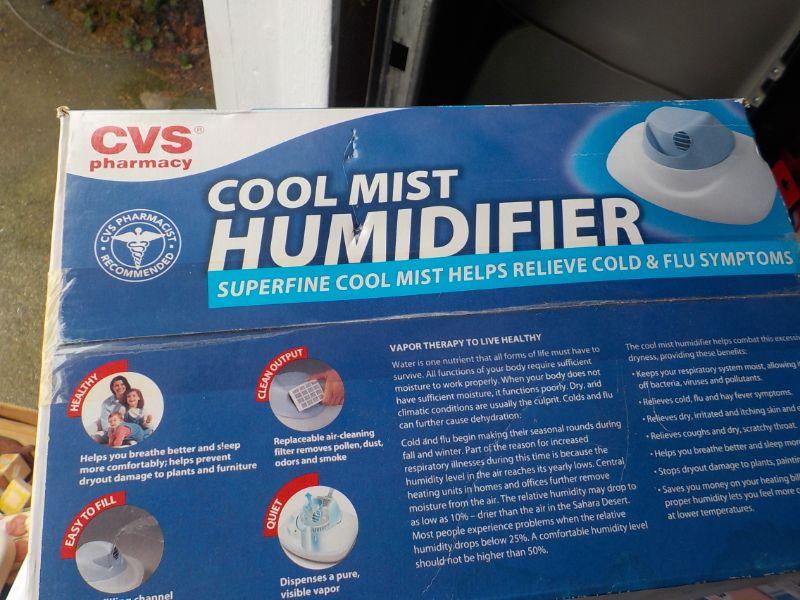 CVS®
pharmacy
CVS PHARMACIST
RECOMMENDED
COOL MIST
HUMIDIFIER
SUPERFINE COOL MIST HELPS RELIEVE COLD & FLU SYMPTOMS
HEALTHY
Helps you breathe better and sleep
more comfortably; helps prevent
dryout damage to plants and furniture
CLEAN OUTPUT
Replaceable air-cleaning
filter removes pollen, dust,
odors and smoke
EASY TO FILL
channel
QUIET
Dispenses a pure,
visible vapor
VAPOR THERAPY TO LIVE HEALTHY
Water is one nutrient that all forms of life must have to
survive. All functions of your body require sufficient
moisture to work properly. When your body does not
have sufficient moisture, it functions poorly. Dry, arid
climatic conditions are usually the culprit. Colds and flu
can further cause dehydration.
Cold and flu begin making their seasonal rounds during
fall and winter. Part of the reason for increased
respiratory illnesses during this time is because the
humidity level in the air reaches its yearly lows. Central
heating units in homes and offices further remove
moisture from the air. The relative humidity may drop to
as low as 10% – drier than the air in the Sahara Desert.
Most people experience problems when the relative
humidity drops below 25%. A comfortable humidity level
should not be higher than 50%.
The cool mist humidifier helps combat this
dryness, providing these benefits:
• Keeps your respiratory system moist, allowing
off bacteria, viruses and pollutants.
• Relieves cold, flu and hay fever symptoms.
• Relieves dry, irritated and itching skin and
• Relieves coughs and dry, scratchy throat.
• Helps you breathe better and sleep
• Stops dryout damage to plants,
• Saves you money on your heating
proper humidity lets you feel more
at lower temperatures.